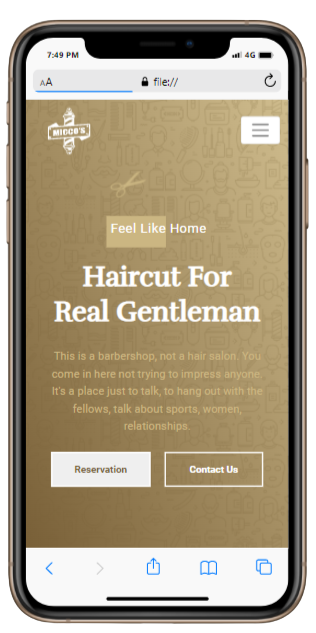 7:49 PM
4G
AA
file://
MICCO'S
Feel Like Home
Haircut For
Real Gentleman
This is a barbershop, not a hair salon. You
come in here not trying to impress anyone.
It's a place just to talk, to hang out with the
fellows, talk about sports, women,
relationships.
Reservation
Contact Us